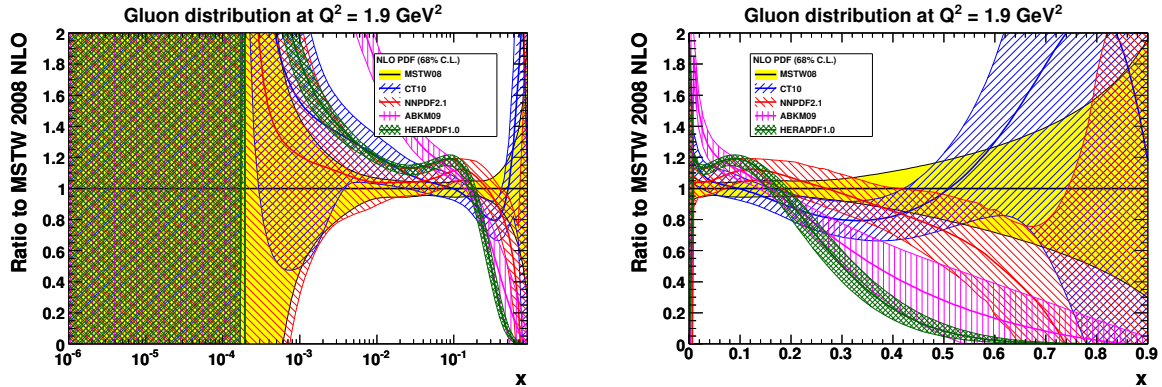 Gluon distribution at Q² = 1.9 GeV²
Ratio to MSTW 2008 NLO
2
1.8
1.6
1.4
1.2
1
0.8
0.6
0.4
0.2
0
NLO PDF (68% C.L.)
MSTW08
CT10
NNPDF2.1
ABKM09
HERAPDF1.0
10⁻⁶ 10⁻⁵ 10⁻⁴ 10⁻³ 10⁻² 10⁻¹
x
Gluon distribution at Q² = 1.9 GeV²
Ratio to MSTW 2008 NLO
2
1.8
1.6
1.4
1.2
1
0.8
0.6
0.4
0.2
0
NLO PDF (68% C.L.)
MSTW08
CT10
NNPDF2.1
ABKM09
HERAPDF1.0
0 0.1 0.2 0.3 0.4 0.5 0.6 0.7 0.8 0.9
x